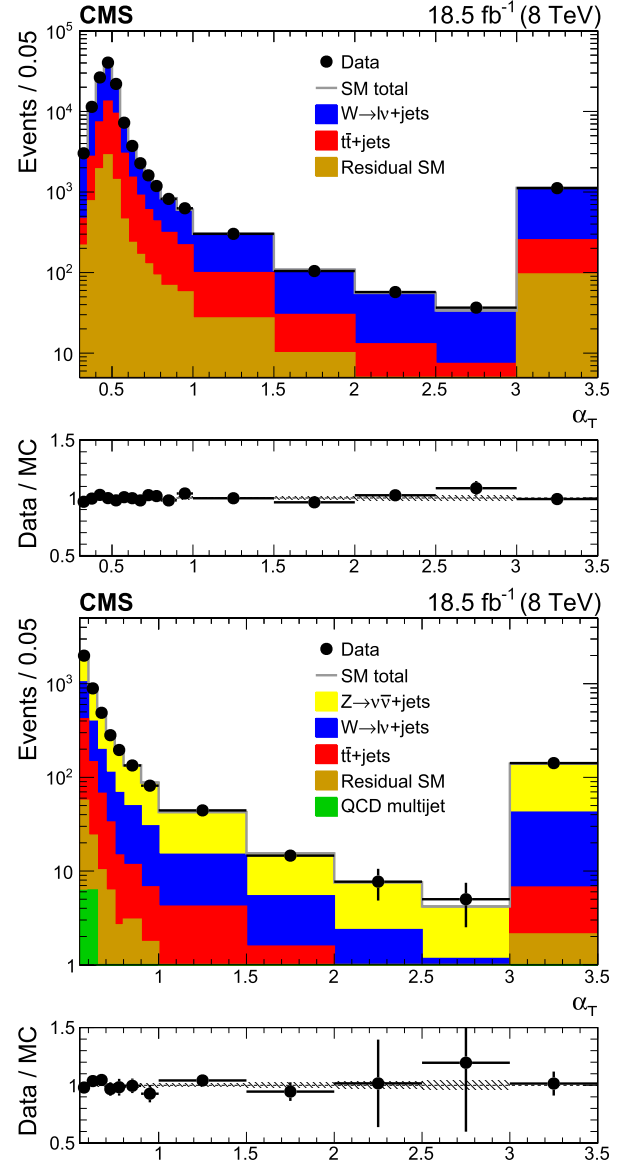 CMS 18.5 fb⁻¹ (8 TeV)
Events / 0.05
10⁵
10⁴
10³
10²
10
Data
SM total
W→lν+jets
tt̄+jets
Residual SM
0.5 1 1.5 2 2.5 3 3.5
α_T
Data / MC
1.5
1
0.5
0.5 1 1.5 2 2.5 3 3.5
CMS 18.5 fb⁻¹ (8 TeV)
Events / 0.05
10³
10²
10
1
Data
SM total
Z→νν̄+jets
W→lν+jets
tt̄+jets
Residual SM
QCD multijet
1 1.5 2 2.5 3 3.5
α_T
Data / MC
1.5
1
0.5
1 1.5 2 2.5 3 3.5